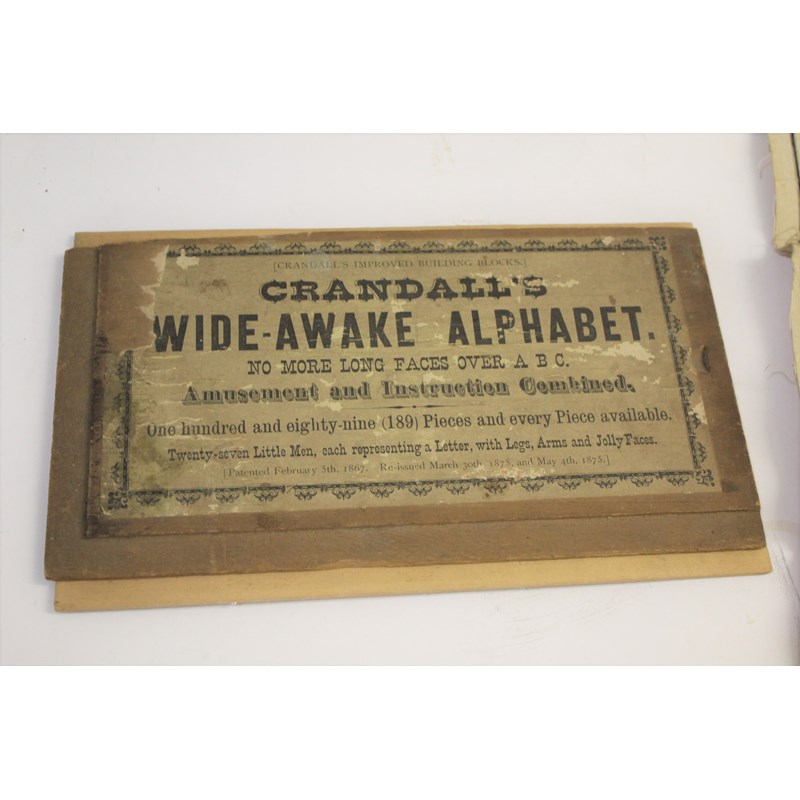 [CRANDALL'S IMPROVED BUILDING BLOCKS.]
CRANDALL'S
WIDE-AWAKE ALPHABET.
NO MORE LONG FACES OVER A B C.
Amusement and Instruction Combined.
One hundred and eighty-nine (189) Pieces and every Piece available.
Twenty-seven Little Men, each representing a Letter, with Legs, Arms and Jolly Faces.
[Patented February 5th, 1867. Re-issued March 30th, 1875, and May 4th, 1875.]